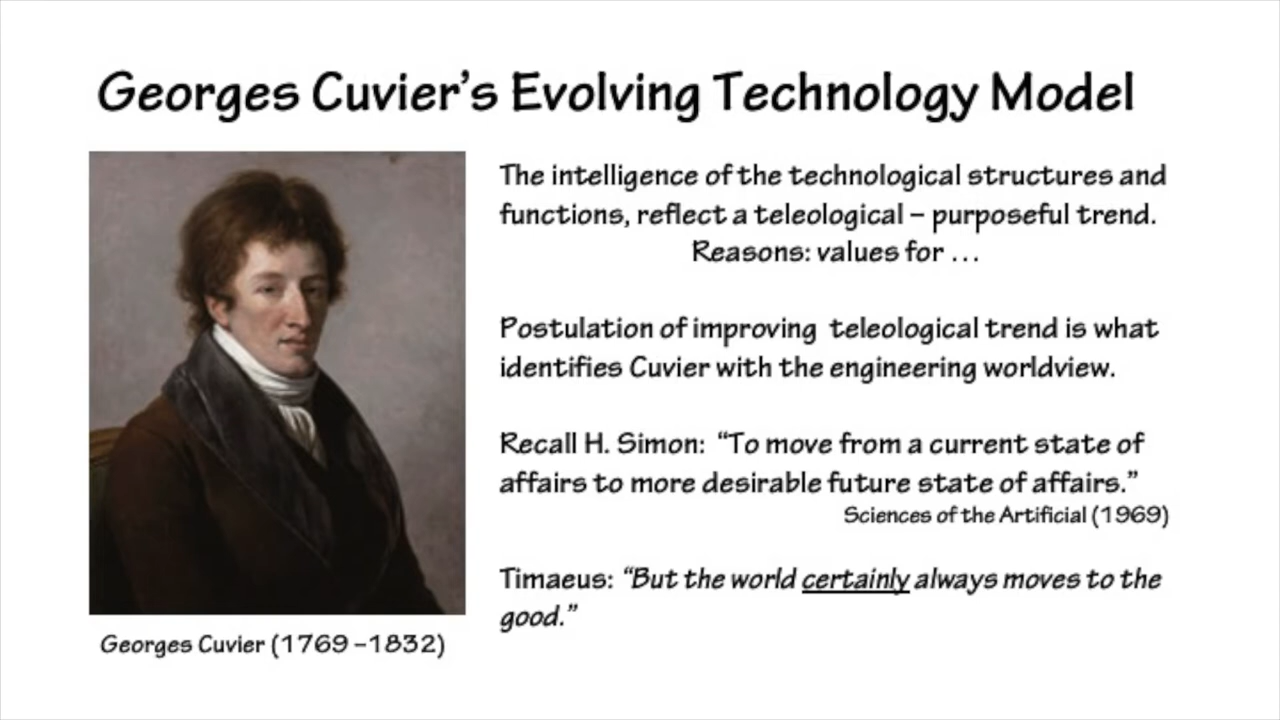 Georges Cuvier’s Evolving Technology Model
The intelligence of the technological structures and
functions, reflect a teleological – purposeful trend.
Reasons: values for …
Postulation of improving teleological trend is what
identifies Cuvier with the engineering worldview.
Recall H. Simon: “To move from a current state of
affairs to more desirable future state of affairs.”
Sciences of the Artificial (1969)
Timaeus: “But the world certainly always moves to the
good.”
Georges Cuvier (1769 –1832)